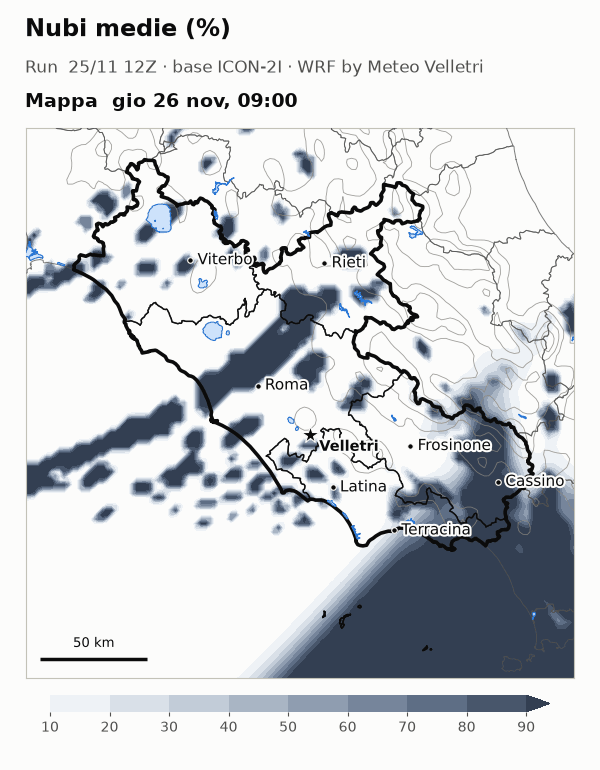 Nubi medie (%)
Run  25/11 12Z · base ICON-2I · WRF by Meteo Velletri
Mappa  gio 26 nov, 09:00
Viterbo
Rieti
Roma
Velletri
Frosinone
Latina
Cassino
Terracina
50 km
10 20 30 40 50 60 70 80 90